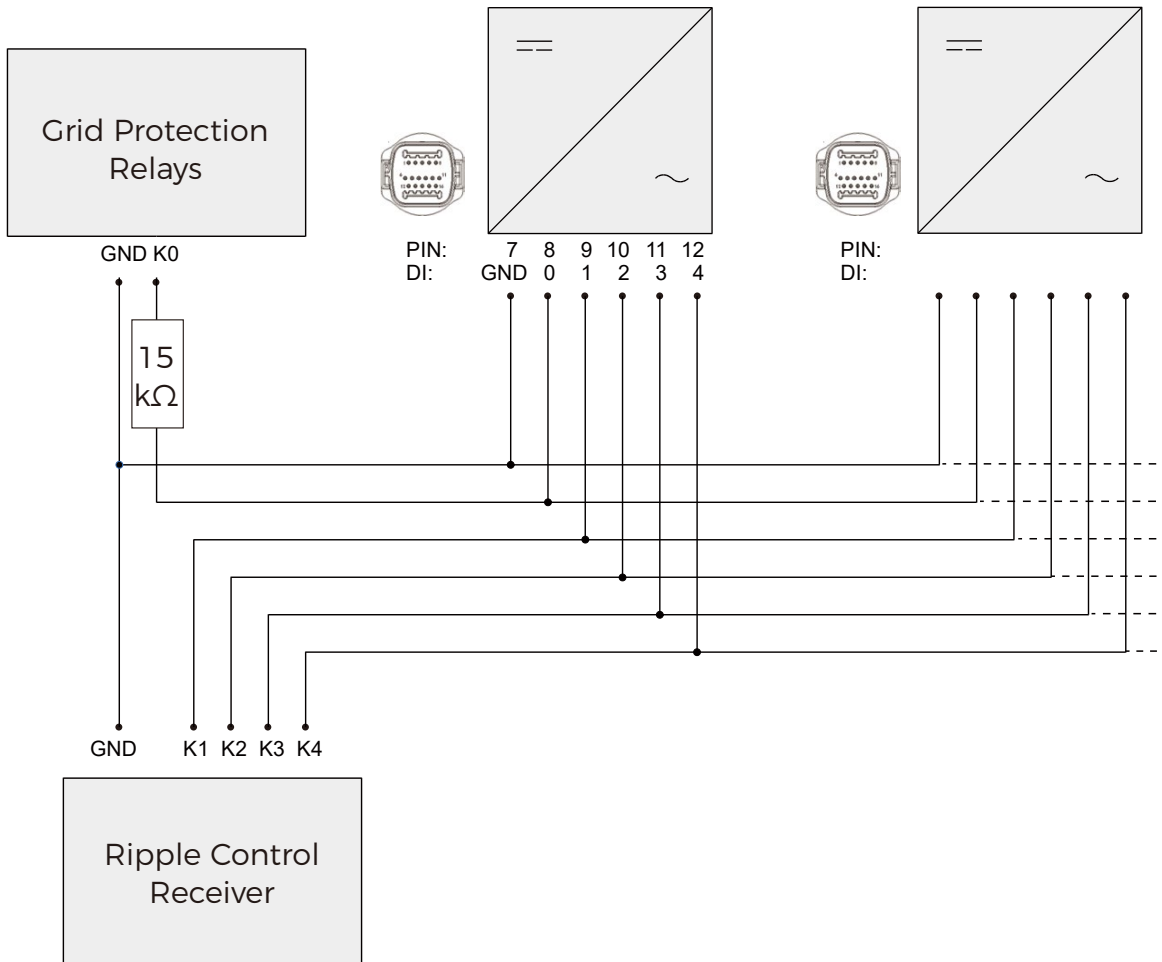 Grid Protection
Relays
GND K0
15
kΩ
PIN: 7 8 9 10 11 12
DI: GND 0 1 2 3 4
PIN:
DI:
GND K1 K2 K3 K4
Ripple Control
Receiver